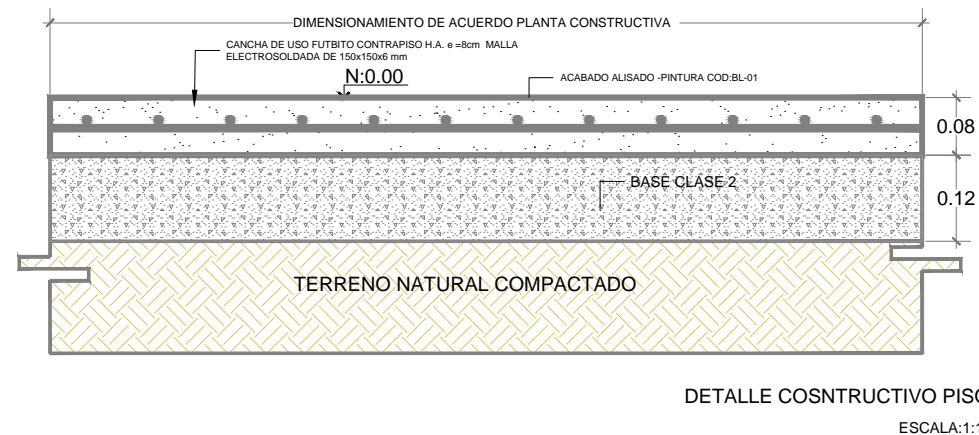 DIMENSIONAMIENTO DE ACUERDO PLANTA CONSTRUCTIVA
CANCHA DE USO FUTBITO CONTRAPISO H.A. e =8cm MALLA
ELECTROSOLDADA DE 150x150x6 mm
N:0.00
ACABADO ALISADO -PINTURA COD:BL-01
0.08
BASE CLASE 2
0.12
TERRENO NATURAL COMPACTADO
DETALLE COSNTRUCTIVO
ESCALA:1: